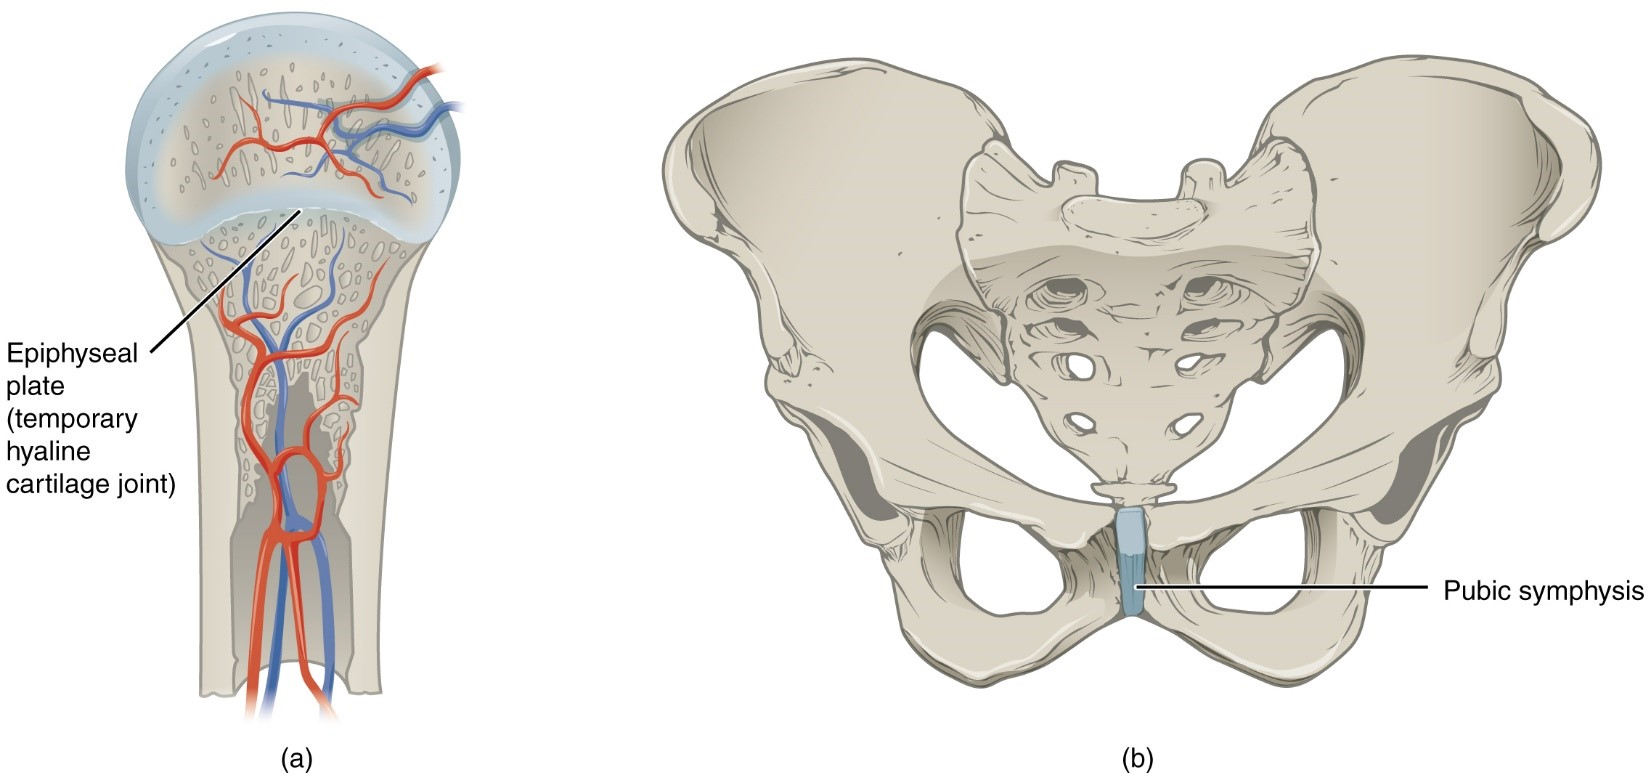 Epiphyseal
plate
(temporary
hyaline
cartilage joint)
Pubic symphysis
(a)
(b)